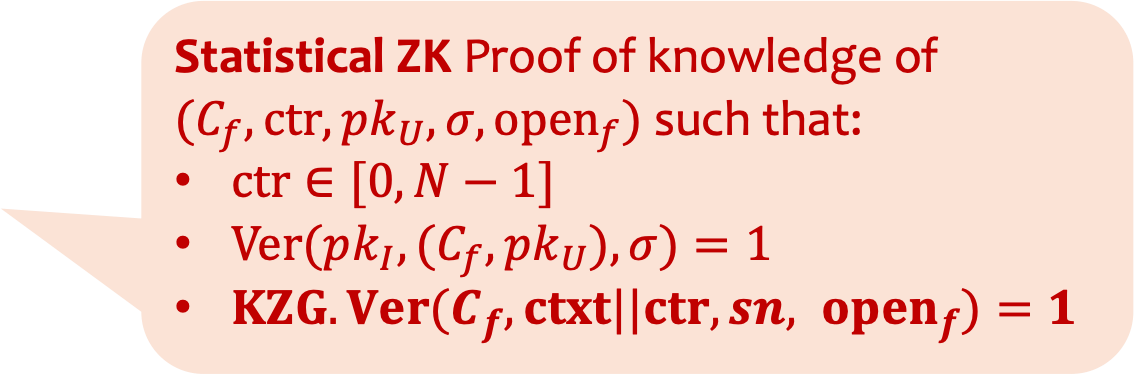 Statistical ZK Proof of knowledge of
(C_f, ctr, pk_U, σ, open_f) such that:
• ctr ∈ [0, N − 1]
• Ver(pk_I, (C_f, pk_U), σ) = 1
• KZG. Ver(C_f, ctxt||ctr, sn, open_f) = 1